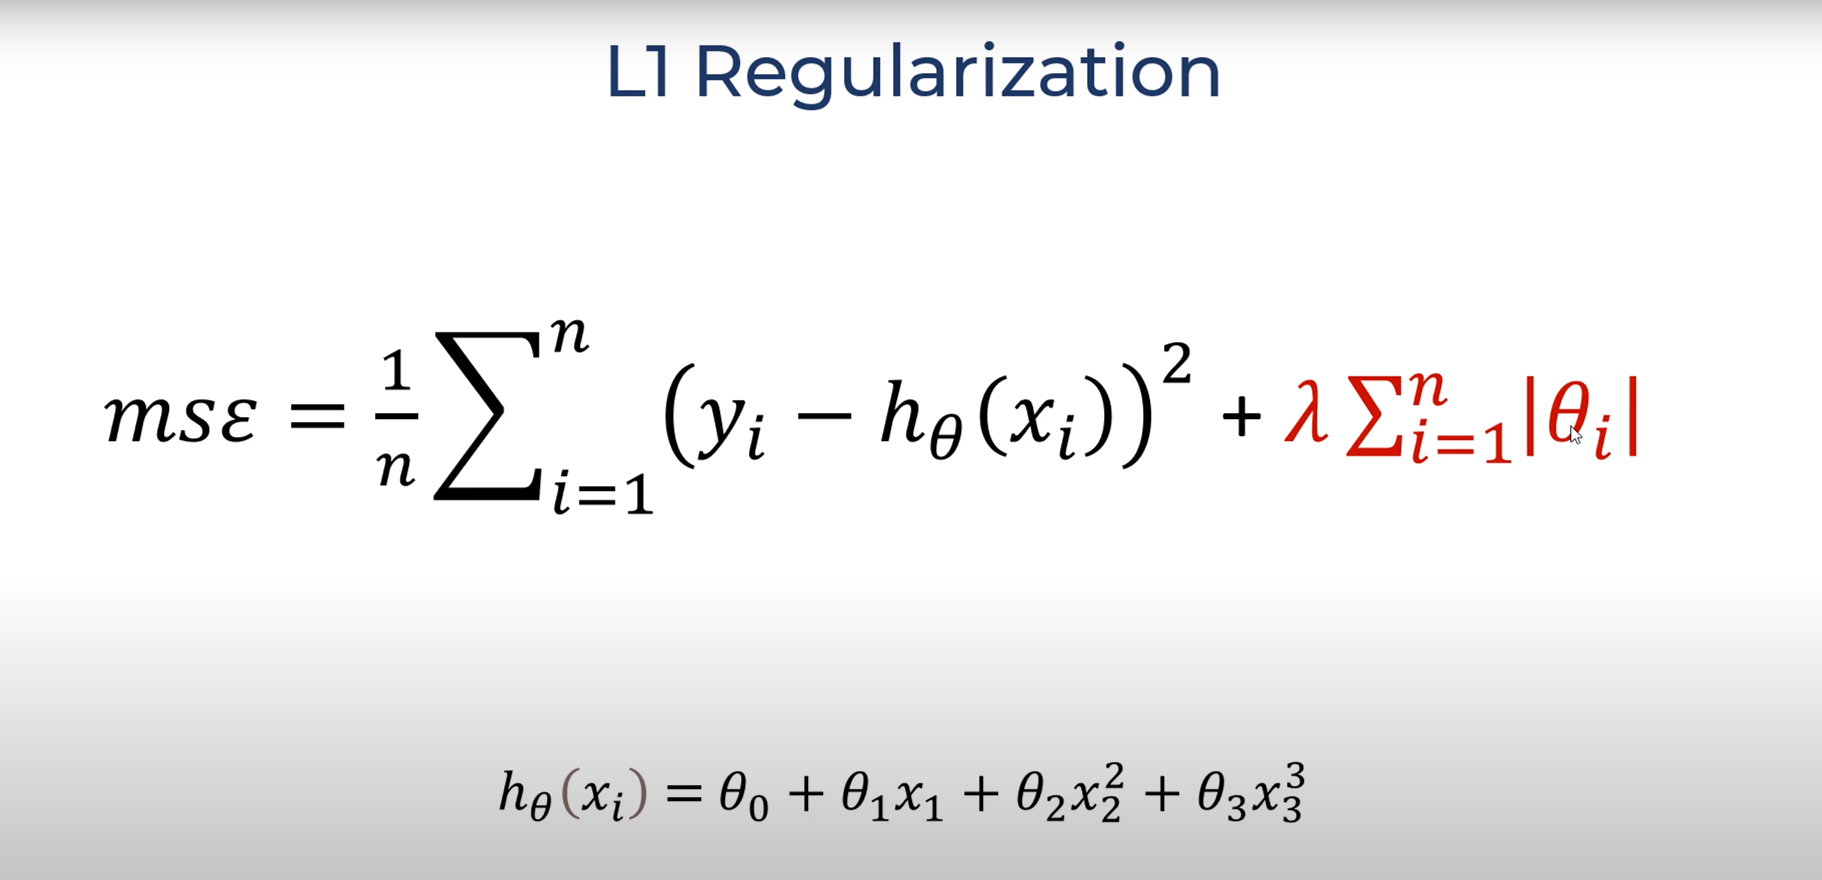 L1 Regularization
$ms\varepsilon = \frac{1}{n} \sum_{i=1}^{n} \left( y_i - h_\theta(x_i) \right)^2 + \lambda \sum_{i=1}^{n} |\theta_i|$
$h_\theta(x_i) = \theta_0 + \theta_1 x_1 + \theta_2 x_2^2 + \theta_3 x_3^3$